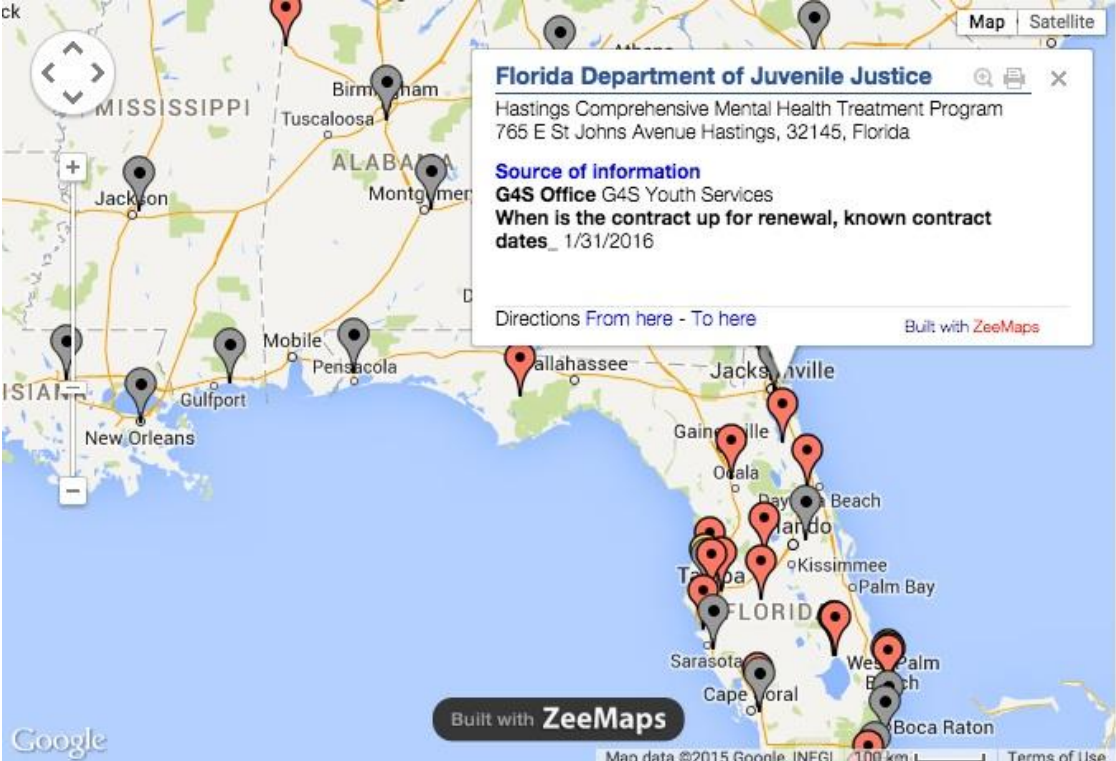 ck
Map
Satellite
Florida Department of Juvenile Justice
Hastings Comprehensive Mental Health Treatment Program
765 E St Johns Avenue Hastings, 32145, Florida
Source of information
G4S Office G4S Youth Services
When is the contract up for renewal, known contract
dates_ 1/31/2016
Directions From here - To here
Built with ZeeMaps
MISSISSIPPI
Tuscaloosa
ALABAMA
Mobile
Gulfport
New Orleans
Gaine ville
Ocala
Kissimmee
Palm Bay
FLORID
Sarasota
Boca Raton
Built with ZeeMaps
Google
Map data ©2015 Google, INEGI
100 km
Terms of Use